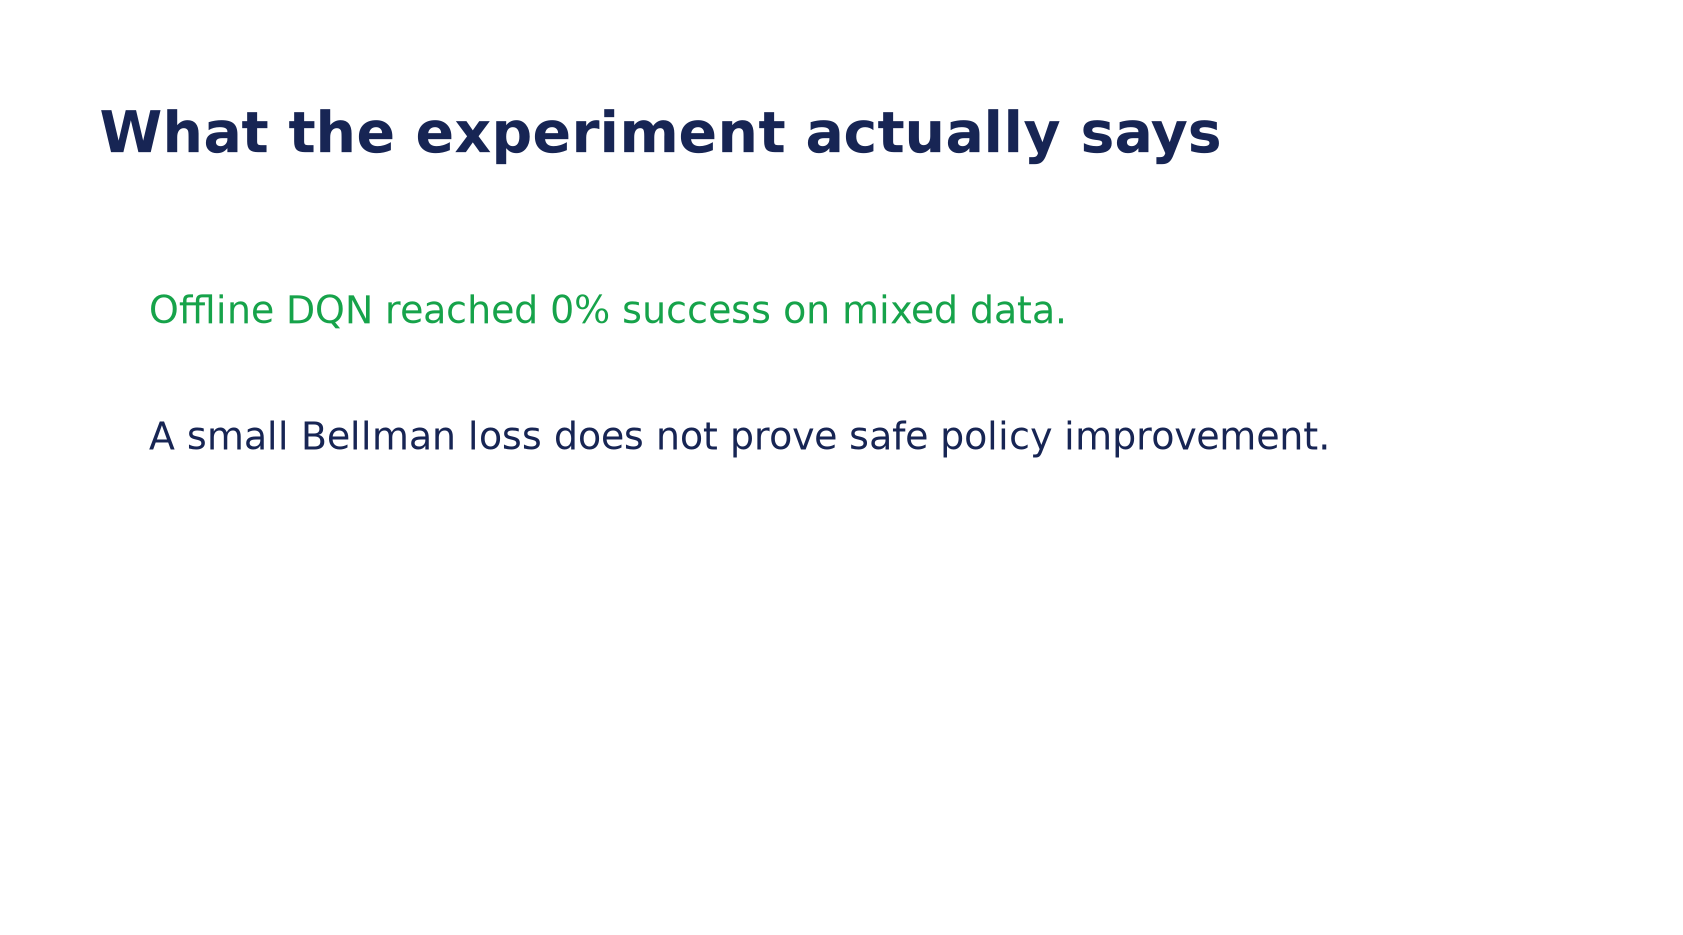 What the experiment actually says
Offline DQN reached 0% success on mixed data.
A small Bellman loss does not prove safe policy improvement.